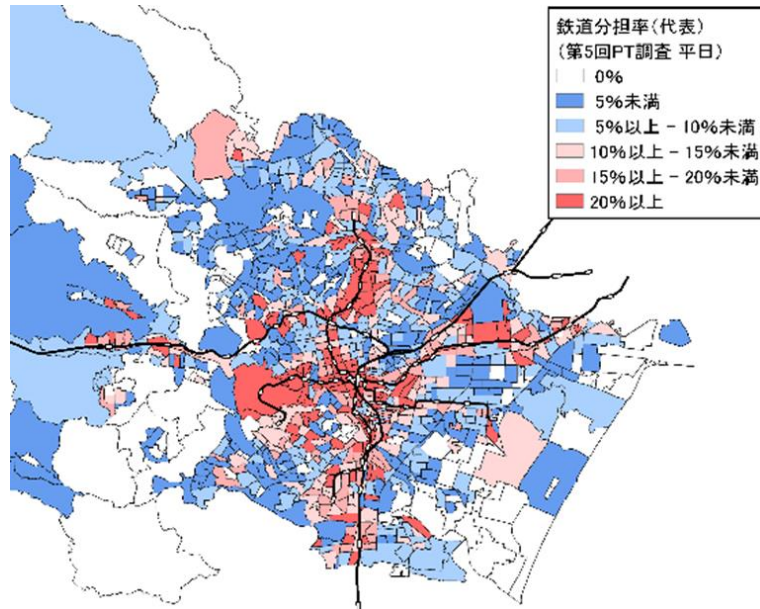 鉄道分担率(代表)
(第5回PT調査 平日)
0%
5%未満
5%以上 - 10%未満
10%以上 - 15%未満
15%以上 - 20%未満
20%以上